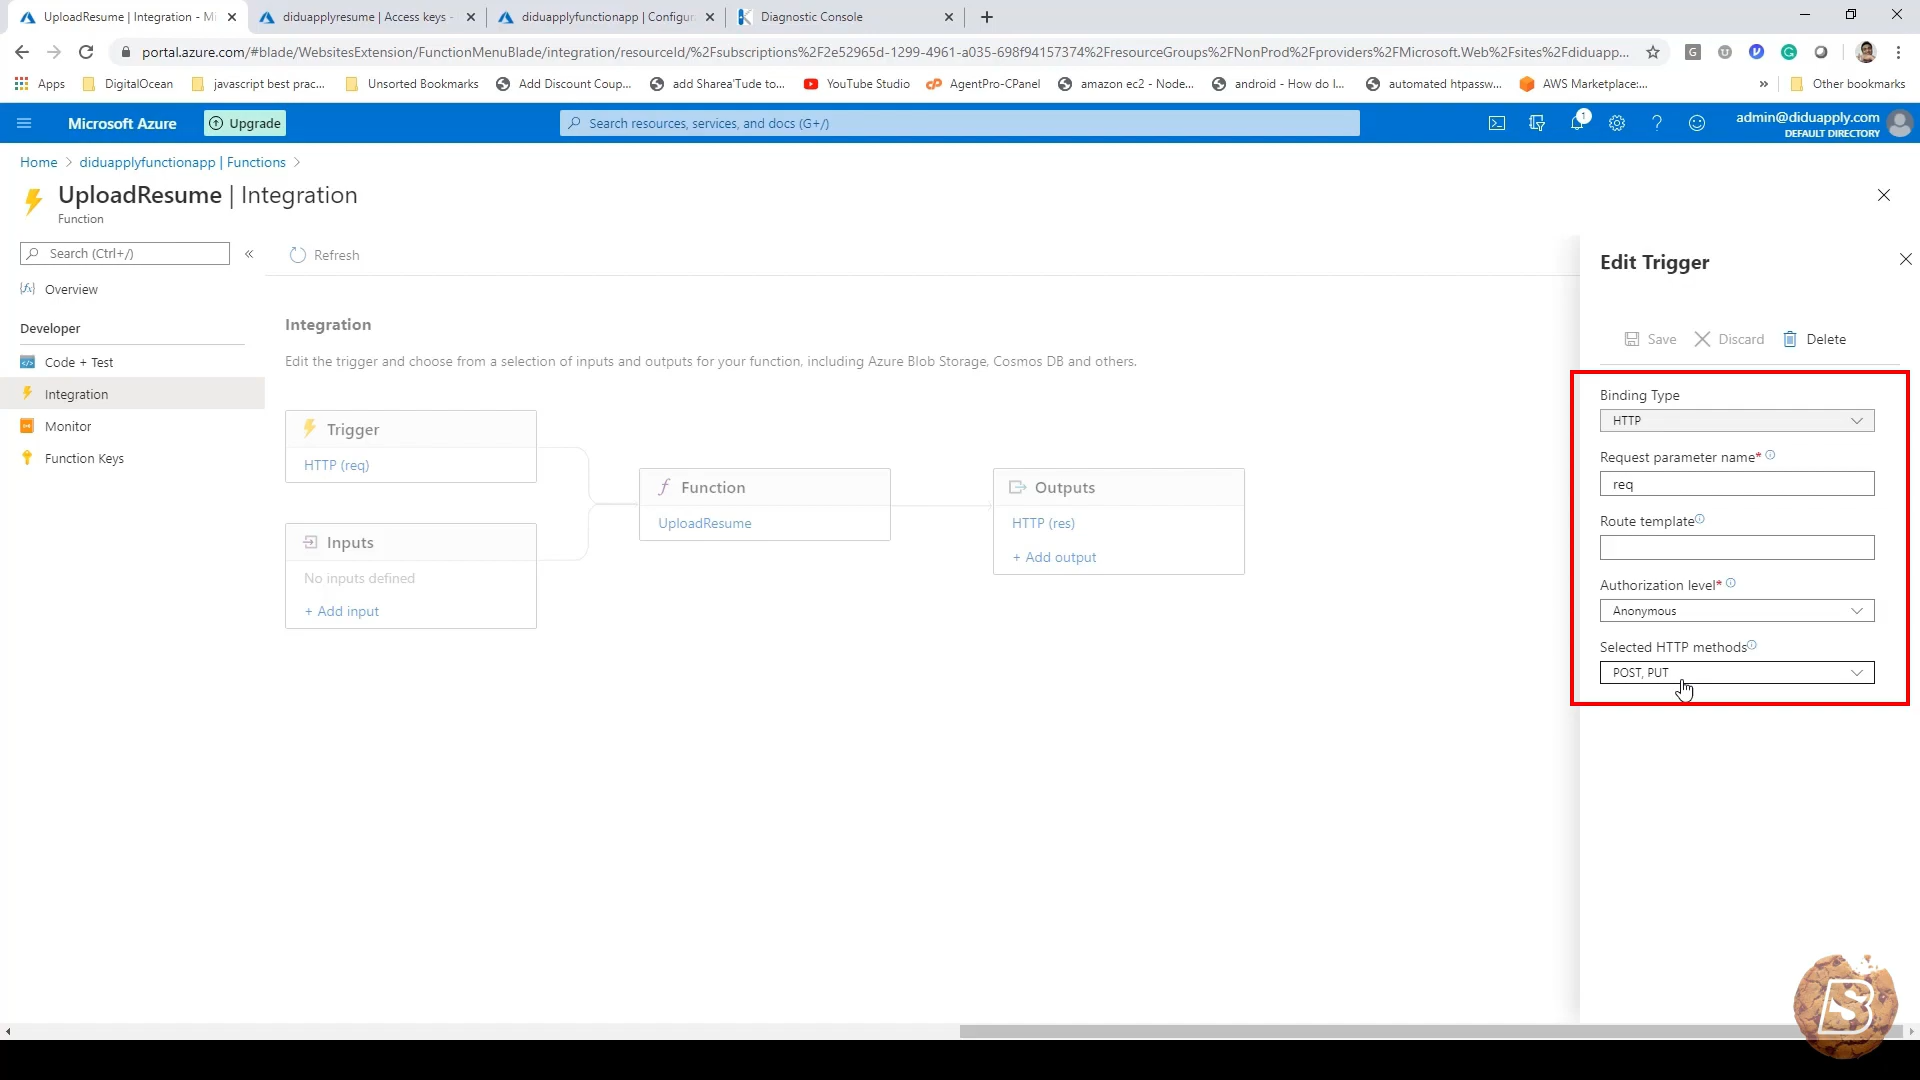 UploadResume | Integration - Mi
diduapplyresume | Access keys -
diduapplyfunctionapp | Configur
Diagnostic Console
portal.azure.com/#blade/WebsitesExtension/FunctionMenuBlade/integration/resourceId/%2Fsubscriptions%2F2e52965d-1299-4961-a035-698f94157374%2FresourceGroups%2FNonProd%2Fproviders%2FMicrosoft.Web%2Fsites%2Fdiduapp...
Apps
DigitalOcean
javascript best prac...
Unsorted Bookmarks
Add Discount Coup...
add Sharea'Tude to...
YouTube Studio
AgentPro-CPanel
amazon ec2 - Node...
android - How do I...
automated htpassw...
AWS Marketplace:...
»
Other bookmarks
Microsoft Azure
Upgrade
Search resources, services, and docs (G+/)
1
admin@diduapply.com
DEFAULT DIRECTORY
Home > diduapplyfunctionapp | Functions >
UploadResume | Integration
Function
Search (Ctrl+/)
«
Refresh
Overview
Developer
Code + Test
Integration
Monitor
Function Keys
Integration
Edit the trigger and choose from a selection of inputs and outputs for your function, including Azure Blob Storage, Cosmos DB and others.
Trigger
HTTP (req)
Inputs
No inputs defined
+ Add input
Function
UploadResume
Outputs
HTTP (res)
+ Add output
Edit Trigger
Save
Discard
Delete
Binding Type
HTTP
Request parameter name*
req
Route template
Authorization level*
Anonymous
Selected HTTP methods
POST, PUT